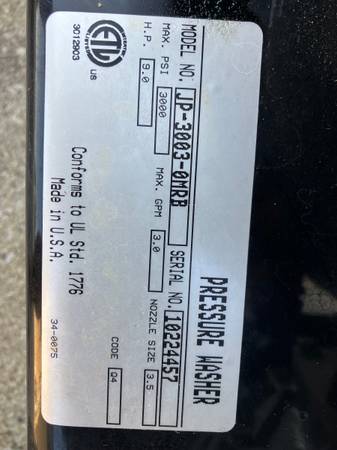 PRESSURE WASHER
MODEL NO. JP-3003-0MRB SERIAL NO. 10224457
MAX. PSI 3000 MAX. GPM 3.0 NOZZLE SIZE 3.5
H.P. 9.0 CODE Q4
ETL
US
3012903
Conforms to UL Std. 1776
Made in U.S.A.
34-0075